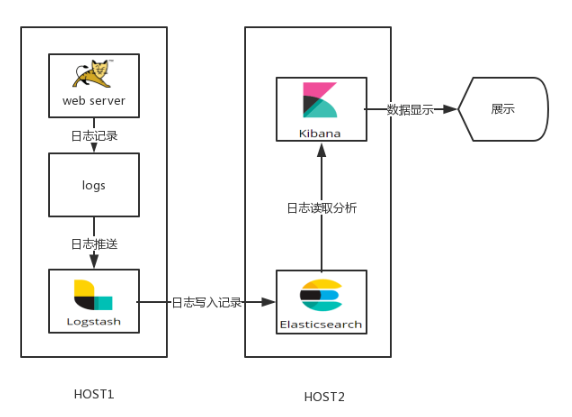 web server
日志记录
logs
日志推送
Logstash
日志写入记录
HOST1
Kibana
数据显示
展示
日志读取分析
Elasticsearch
HOST2